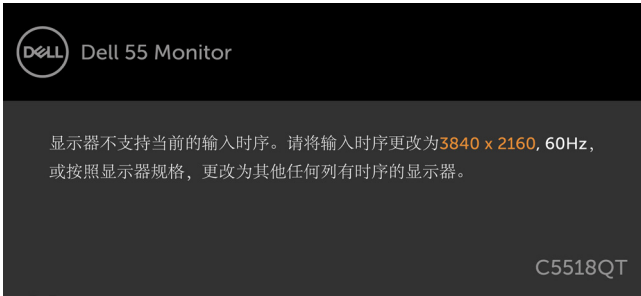 DELL
Dell 55 Monitor
显示器不支持当前的输入时序。请将输入时序更改为3840 x 2160, 60Hz，
或按照显示器规格，更改为其他任何列有时序的显示器。
C5518QT